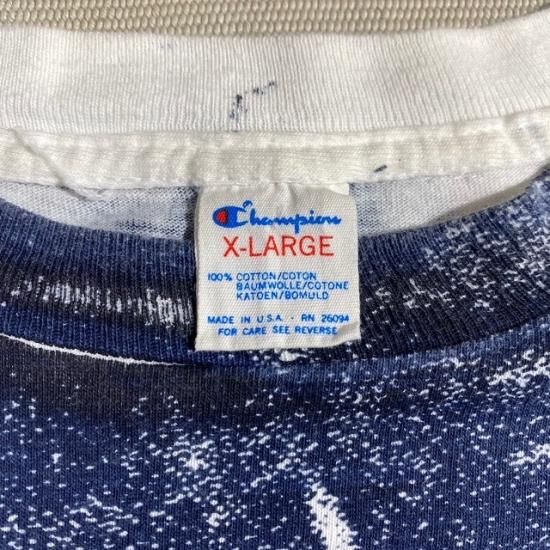 Champion
X-LARGE
100% COTTON/COTON
BAUMWOLLE/COTONE
KATOEN/BOMULD
MADE IN U.S.A. - RN 26094
FOR CARE SEE REVERSE